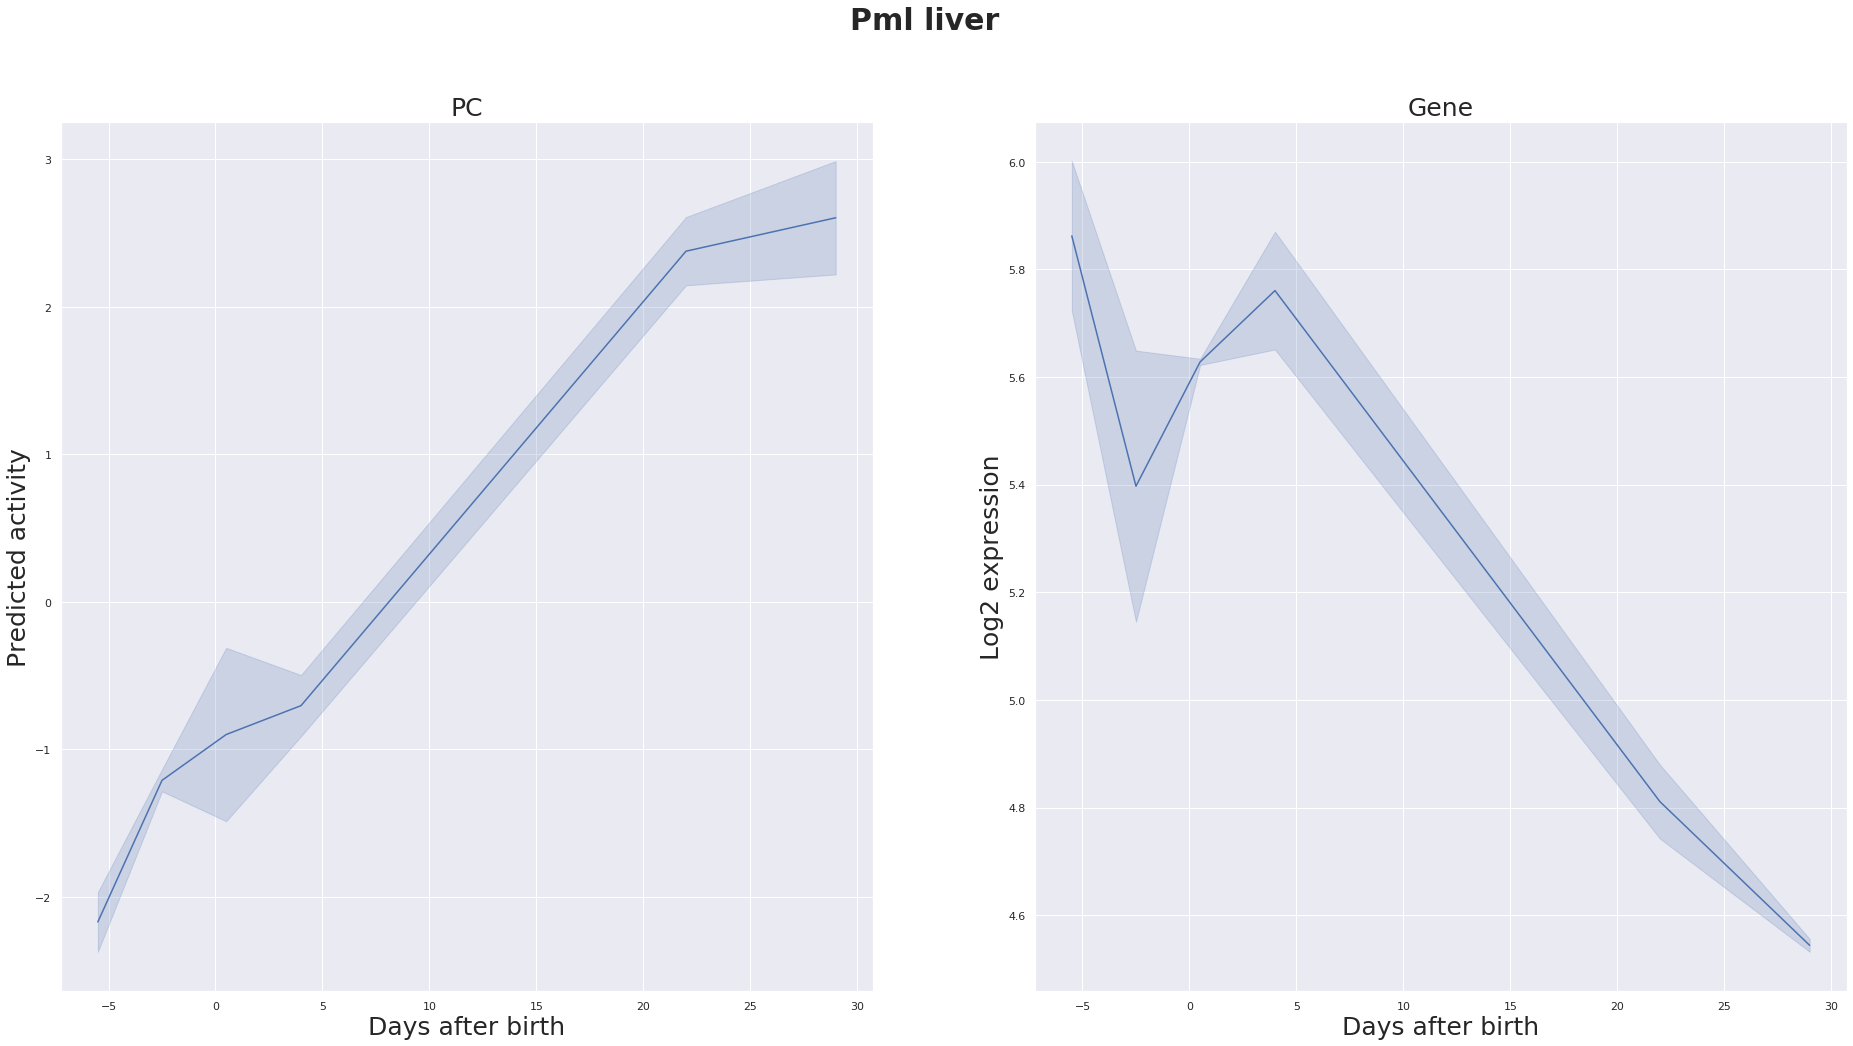 Pml liver
PC
Predicted activity
3
2
1
0
−1
−2
−5 0 5 10 15 20 25 30
Days after birth
Gene
Log2 expression
6.0
5.8
5.6
5.4
5.2
5.0
4.8
4.6
−5 0 5 10 15 20 25 30
Days after birth